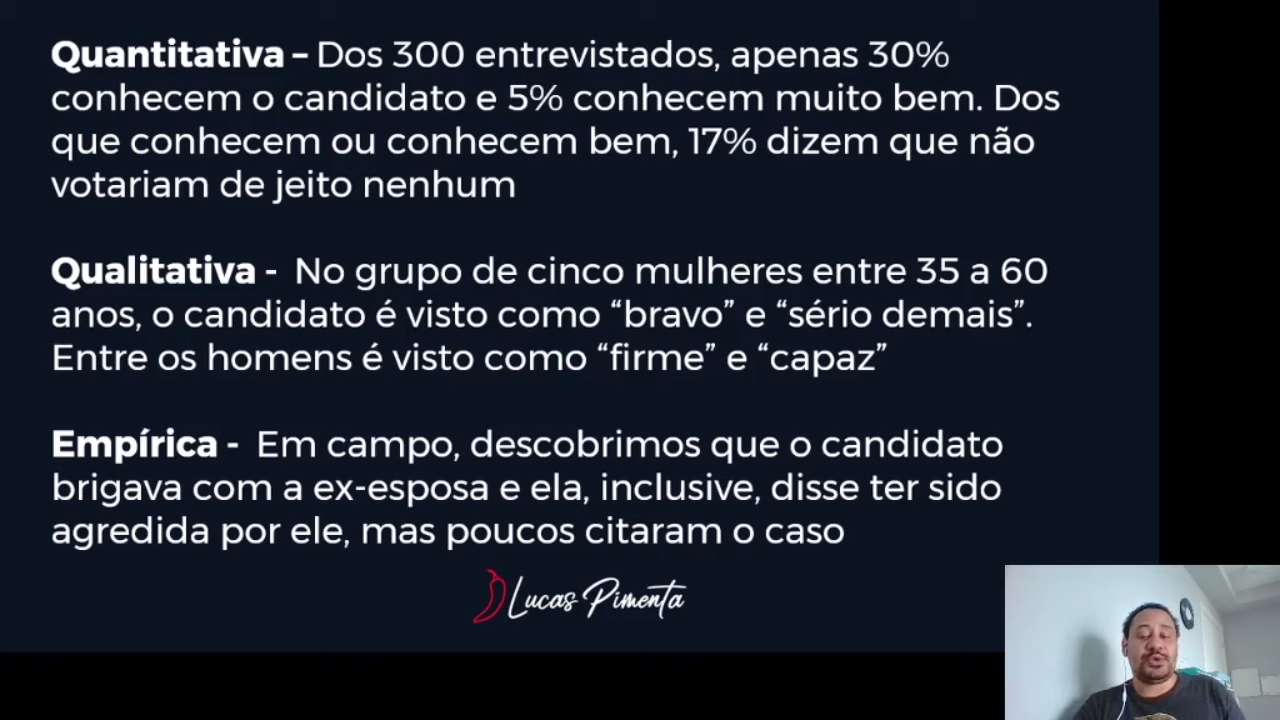 Quantitativa – Dos 300 entrevistados, apenas 30%
conhecem o candidato e 5% conhecem muito bem. Dos
que conhecem ou conhecem bem, 17% dizem que não
votariam de jeito nenhum
Qualitativa - No grupo de cinco mulheres entre 35 a 60
anos, o candidato é visto como “bravo” e “sério demais”.
Entre os homens é visto como “firme” e “capaz”
Empírica - Em campo, descobrimos que o candidato
brigava com a ex-esposa e ela, inclusive, disse ter sido
agredida por ele, mas poucos citaram o caso
Lucas Pimenta